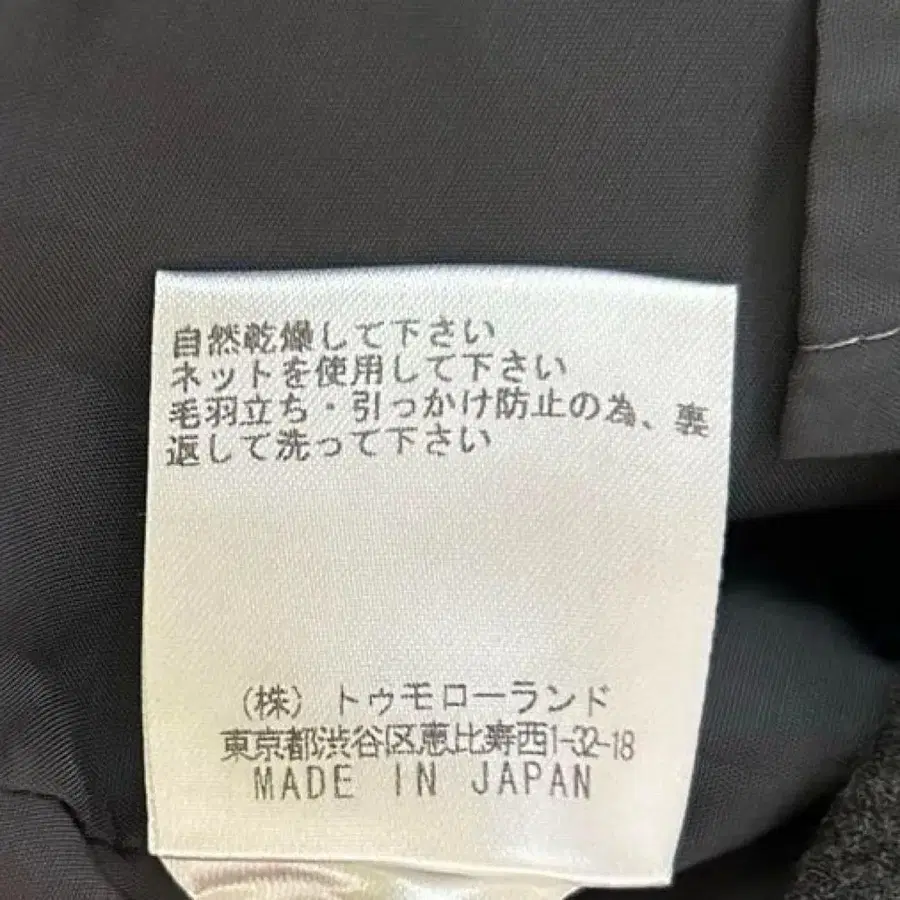 自然乾燥して下さい
ネットを使用して下さい
毛羽立ち・引っかけ防止の為、裏
返して洗って下さい
(株)トゥモローランド
東京都渋谷区恵比寿西1-32-18
MADE IN JAPAN